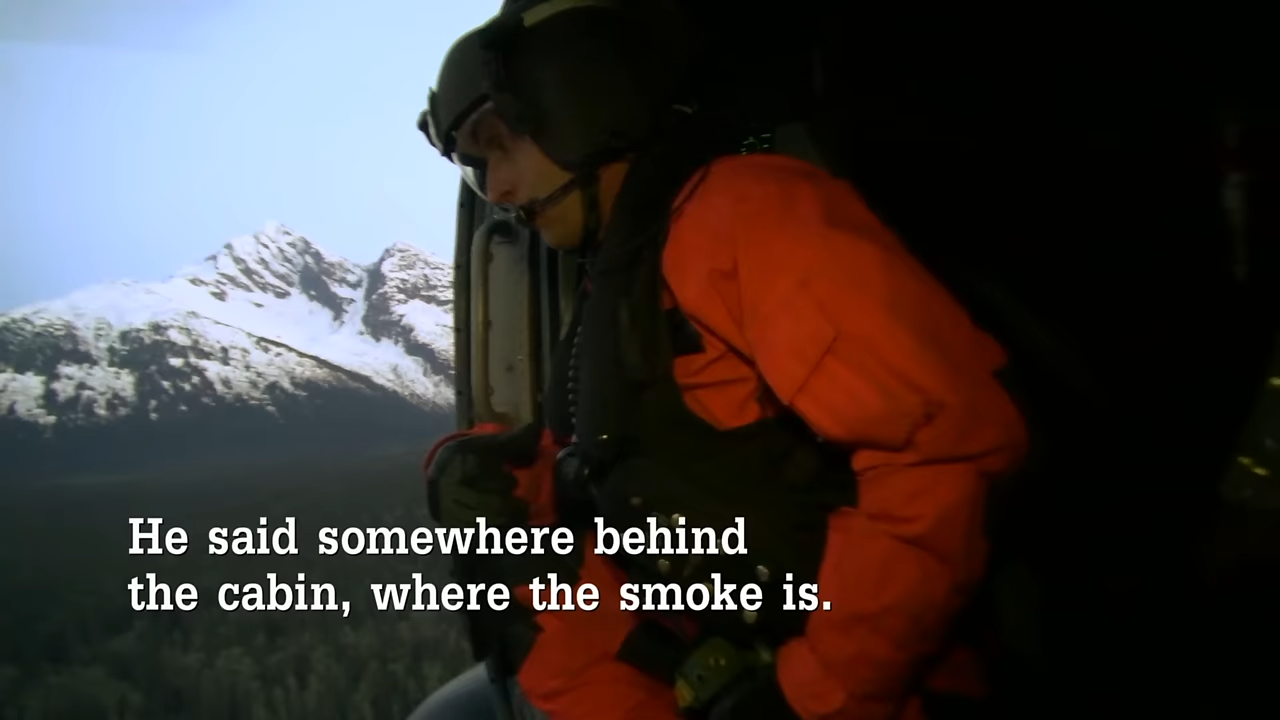 He said somewhere behind
the cabin, where the smoke is.